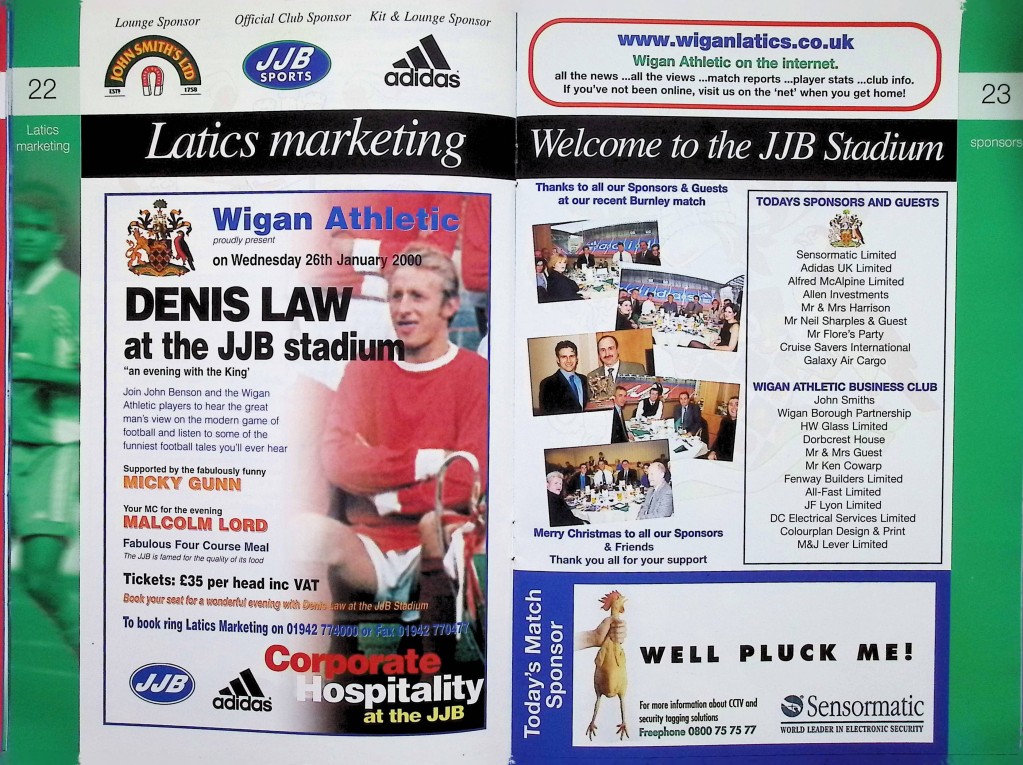 22
Latics
marketing
Lounge Sponsor
Official Club Sponsor
Kit & Lounge Sponsor
JOHN SMITH'S LTD
ESTD 1758
JJB
SPORTS
adidas
Latics marketing
Wigan Athletic
proudly present
on Wednesday 26th January 2000
DENIS LAW
at the JJB stadium
"an evening with the King'
Join John Benson and the Wigan
Athletic players to hear the great
man's view on the modern game of
football and listen to some of the
funniest football tales you'll ever hear
Supported by the fabulously funny
MICKY GUNN
Your MC for the evening
MALCOLM LORD
Fabulous Four Course Meal
The JJB is famed for the quality of its food
Tickets: £35 per head inc VAT
Book your seat for a wonderful evening with Denis Law at the JJB Stadium
To book ring Latics Marketing on 01942 774000 or Fax 01942 770477
Corporate
Hospitality
at the JJB
JJB
adidas
www.wiganlatics.co.uk
Wigan Athletic on the internet.
all the news ...all the views ...match reports ...player stats ...club info.
If you've not been online, visit us on the 'net' when you get home!
23
sponsors
Welcome to the JJB Stadium
Thanks to all our Sponsors & Guests
at our recent Burnley match
Merry Christmas to all our Sponsors
& Friends
Thank you all for your support
TODAYS SPONSORS AND GUESTS
Sensormatic Limited
Adidas UK Limited
Alfred McAlpine Limited
Allen Investments
Mr & Mrs Harrison
Mr Neil Sharples & Guest
Mr Flore's Party
Cruise Savers International
Galaxy Air Cargo
WIGAN ATHLETIC BUSINESS CLUB
John Smiths
Wigan Borough Partnership
HW Glass Limited
Dorbcrest House
Mr & Mrs Guest
Mr Ken Cowarp
Fenway Builders Limited
All-Fast Limited
JF Lyon Limited
DC Electrical Services Limited
Colourplan Design & Print
M&J Lever Limited
Today's Match
Sponsor
WELL PLUCK ME!
For more information about CCTV and
security tagging solutions
Freephone 0800 75 75 77
Sensormatic
WORLD LEADER IN ELECTRONIC SECURITY